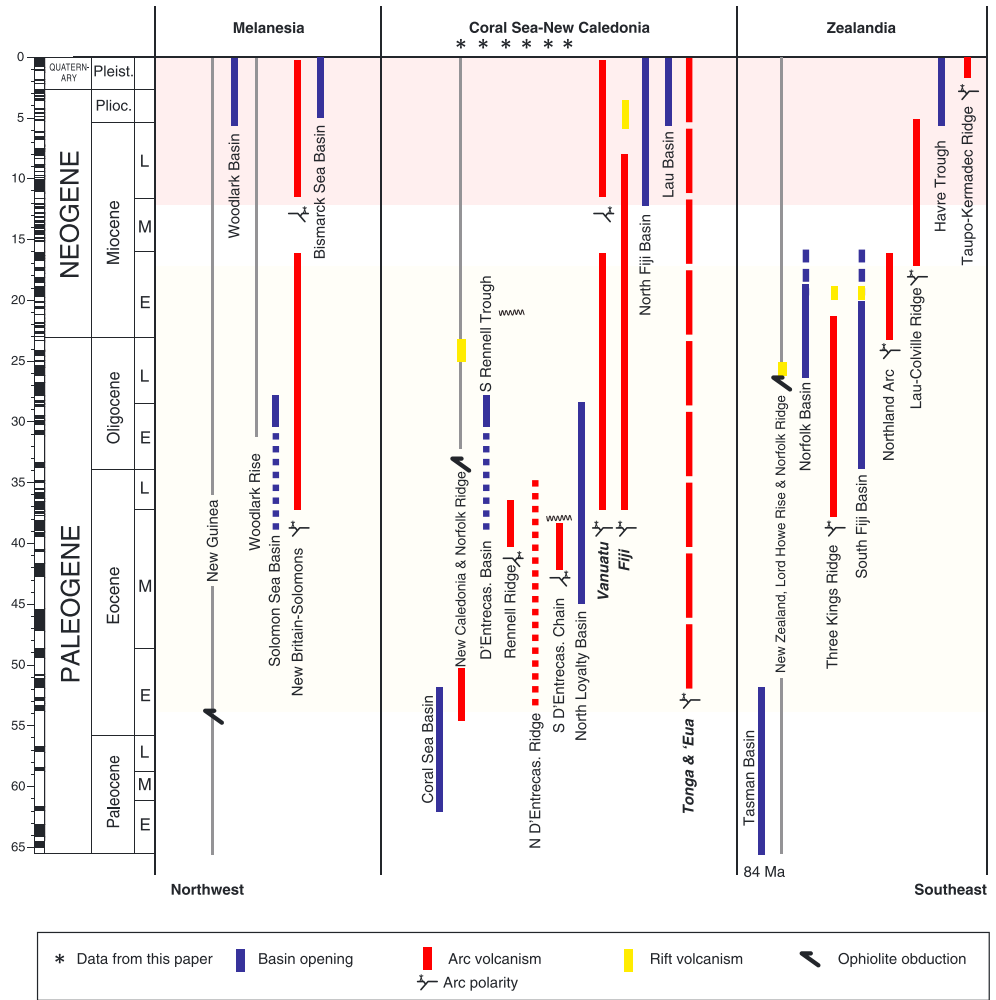 Melanesia
Coral Sea-New Caledonia
Zealandia
* * * * * *
0
5
10
15
20
25
30
35
40
45
50
55
60
65
QUATERN-
ARY
NEOGENE
PALEOGENE
Pleist.
Plioc.
Miocene
Oligocene
Eocene
Paleocene
L
M
E
L
E
L
M
E
L
M
E
New Guinea
Woodlark Basin
Woodlark Rise
Solomon Sea Basin
New Britain-Solomons
Bismarck Sea Basin
Coral Sea Basin
New Caledonia & Norfolk Ridge
D'Entrecas. Basin
S Rennell Trough
Rennell Ridge
N D'Entrecas. Ridge
S D'Entrecas. Chain
North Loyalty Basin
Vanuatu
Fiji
North Fiji Basin
Lau Basin
Tonga & 'Eua
Tasman Basin
84 Ma
New Zealand, Lord Howe Rise & Norfolk Ridge
Norfolk Basin
Three Kings Ridge
South Fiji Basin
Northland Arc
Lau-Colville Ridge
Havre Trough
Taupo-Kermadec Ridge
Northwest
Southeast
* Data from this paper
Basin opening
Arc volcanism
Rift volcanism
Ophiolite obduction
Arc polarity